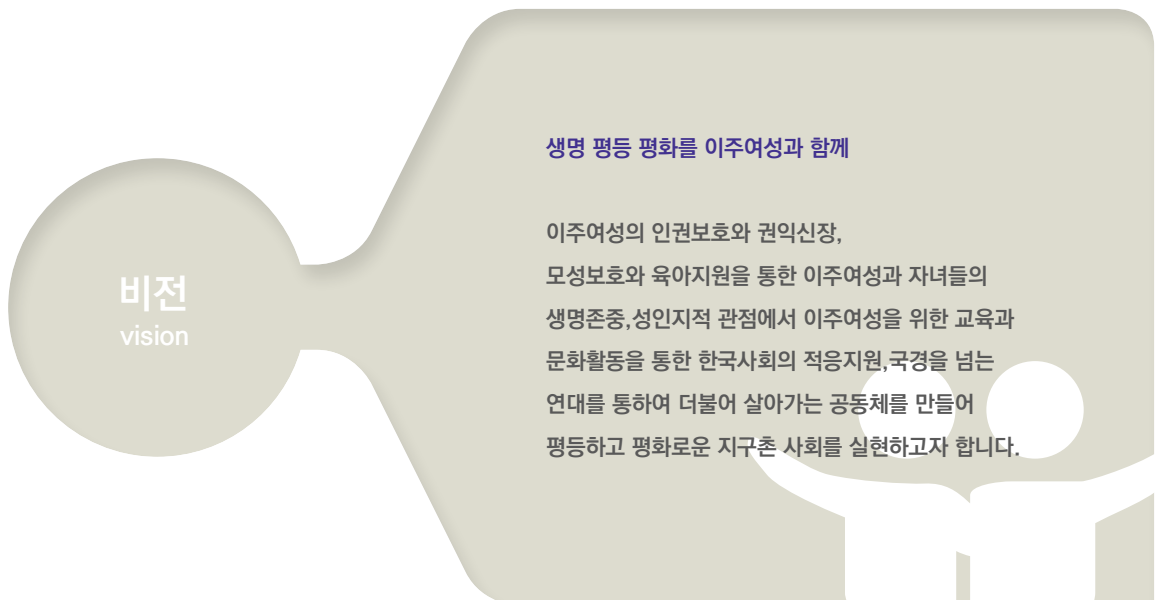 비전
vision
생명 평등 평화를 이주여성과 함께
이주여성의 인권보호와 권익신장,
모성보호와 육아지원을 통한 이주여성과 자녀들의
생명존중,성인지적 관점에서 이주여성을 위한 교육과
문화활동을 통한 한국사회의 적응지원,국경을 넘는
연대를 통하여 더불어 살아가는 공동체를 만들어
평등하고 평화로운 지구촌 사회를 실현하고자 합니다.